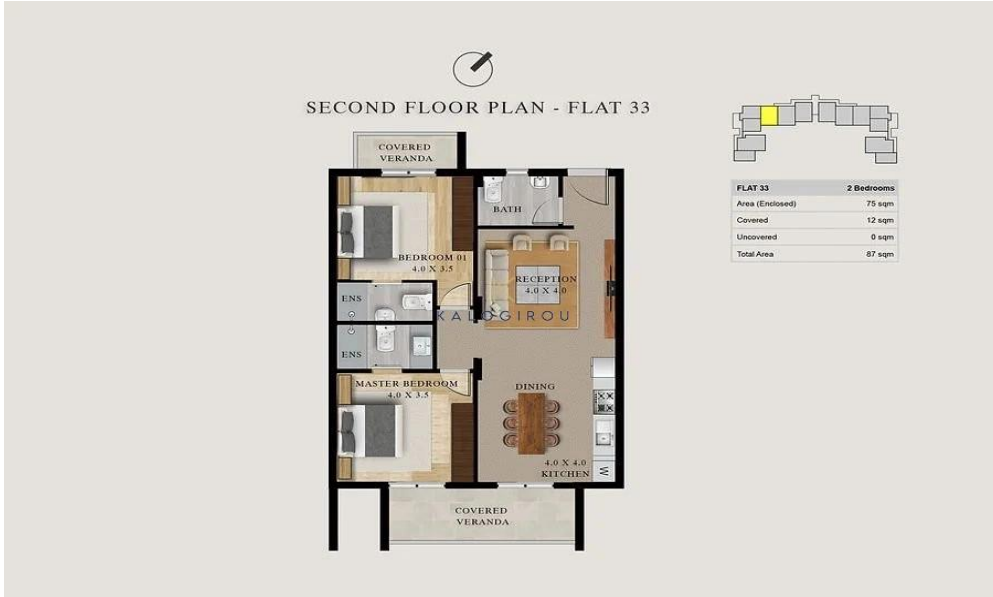 SECOND FLOOR PLAN - FLAT 33
COVERED
VERANDA
BATH
BEDROOM 01
4.0 X 3.5
RECEPTION
4.0 X 4.0
ENS
KALOGIROU
ENS
MASTER BEDROOM
4.0 X 3.5
DINING
4.0 X 4.0
KITCHEN
W
COVERED
VERANDA
FLAT 33 2 Bedrooms
Area (Enclosed) 75 sqm
Covered 12 sqm
Uncovered 0 sqm
Total Area 87 sqm